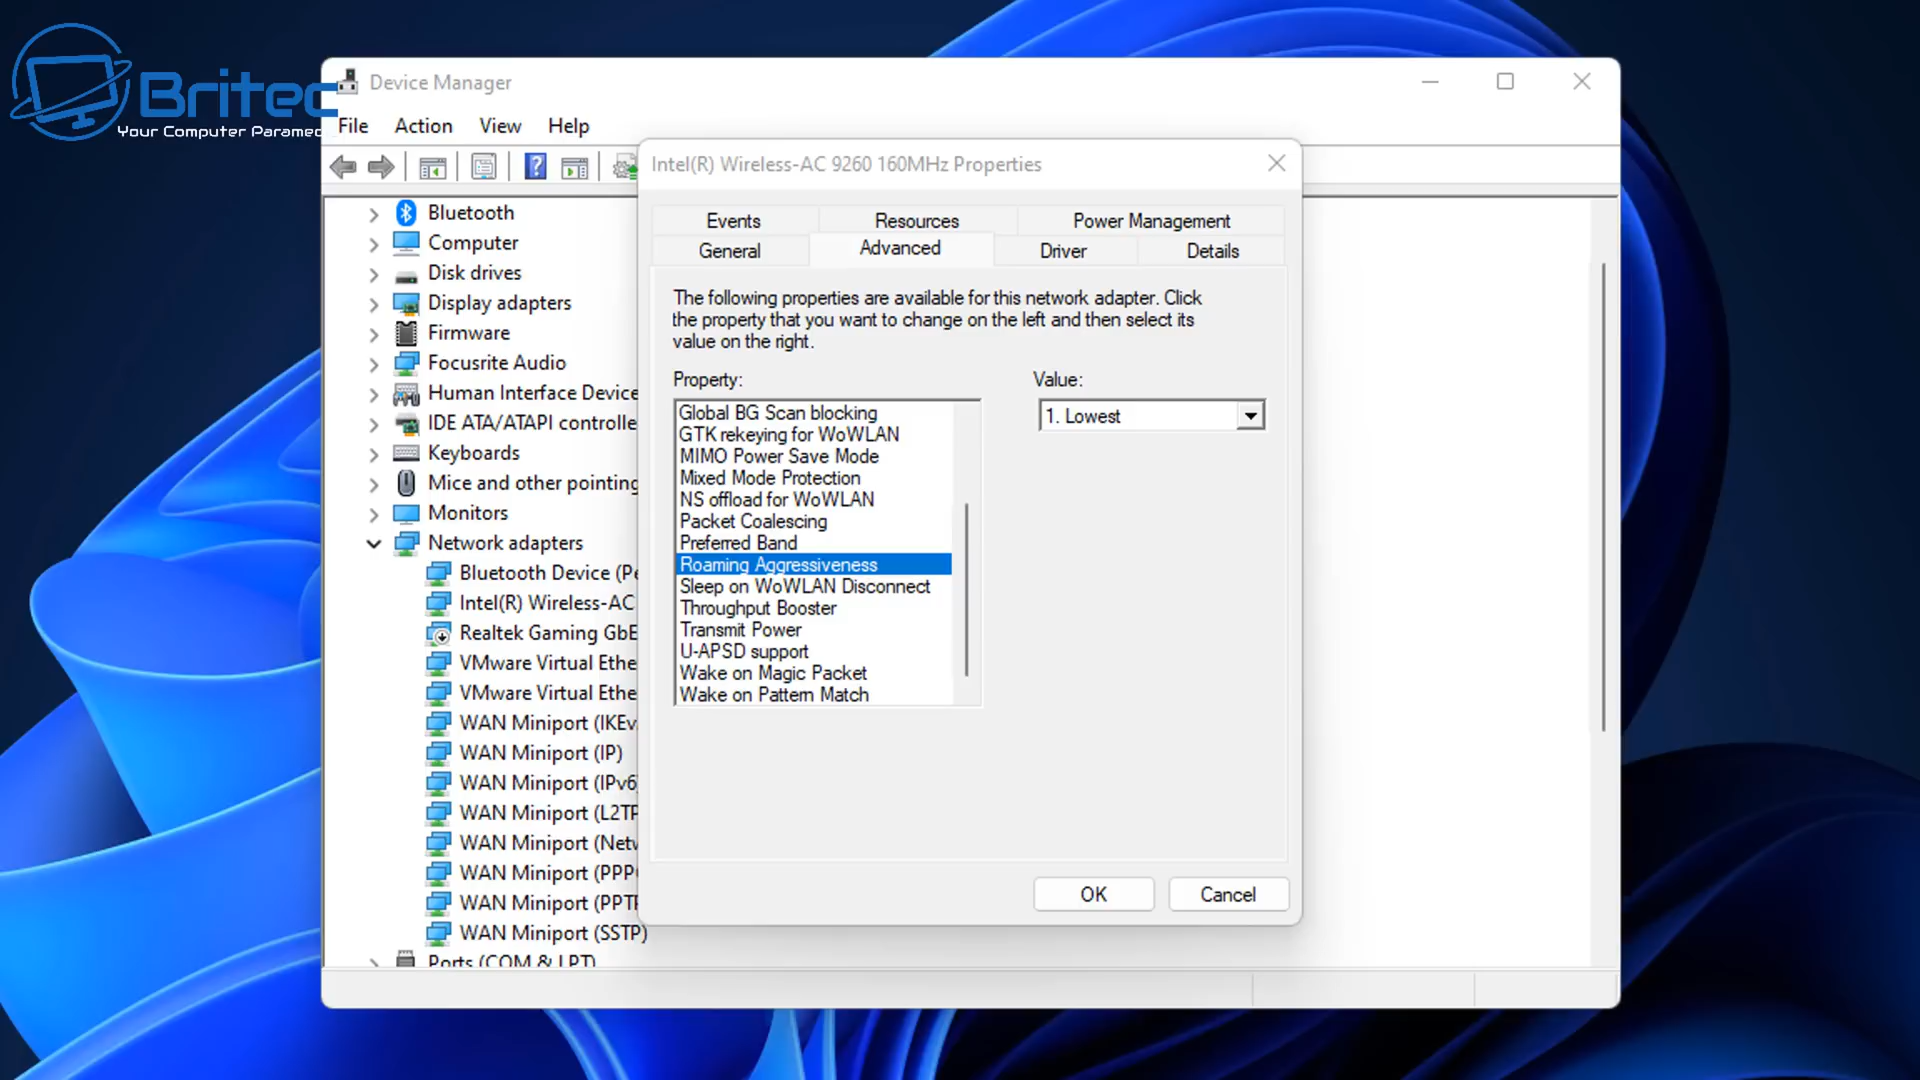 Britec
Your Computer Paramed
Device Manager
File Action View Help
Bluetooth
Computer
Disk drives
Display adapters
Firmware
Focusrite Audio
Human Interface Device
IDE ATA/ATAPI controlle
Keyboards
Mice and other pointing
Monitors
Network adapters
Bluetooth Device (Pe
Intel(R) Wireless-AC
Realtek Gaming GbE
VMware Virtual Ethe
VMware Virtual Ethe
WAN Miniport (IKEv
WAN Miniport (IP)
WAN Miniport (IPv6
WAN Miniport (L2TP
WAN Miniport (Netw
WAN Miniport (PPPO
WAN Miniport (PPTP
WAN Miniport (SSTP)
Ports (COM & LPT)
Intel(R) Wireless-AC 9260 160MHz Properties
Events Resources Power Management
General Advanced Driver Details
The following properties are available for this network adapter. Click
the property that you want to change on the left and then select its
value on the right.
Property: Value:
Global BG Scan blocking
GTK rekeying for WoWLAN
MIMO Power Save Mode
Mixed Mode Protection
NS offload for WoWLAN
Packet Coalescing
Preferred Band
Roaming Aggressiveness
Sleep on WoWLAN Disconnect
Throughput Booster
Transmit Power
U-APSD support
Wake on Magic Packet
Wake on Pattern Match
1. Lowest
OK Cancel